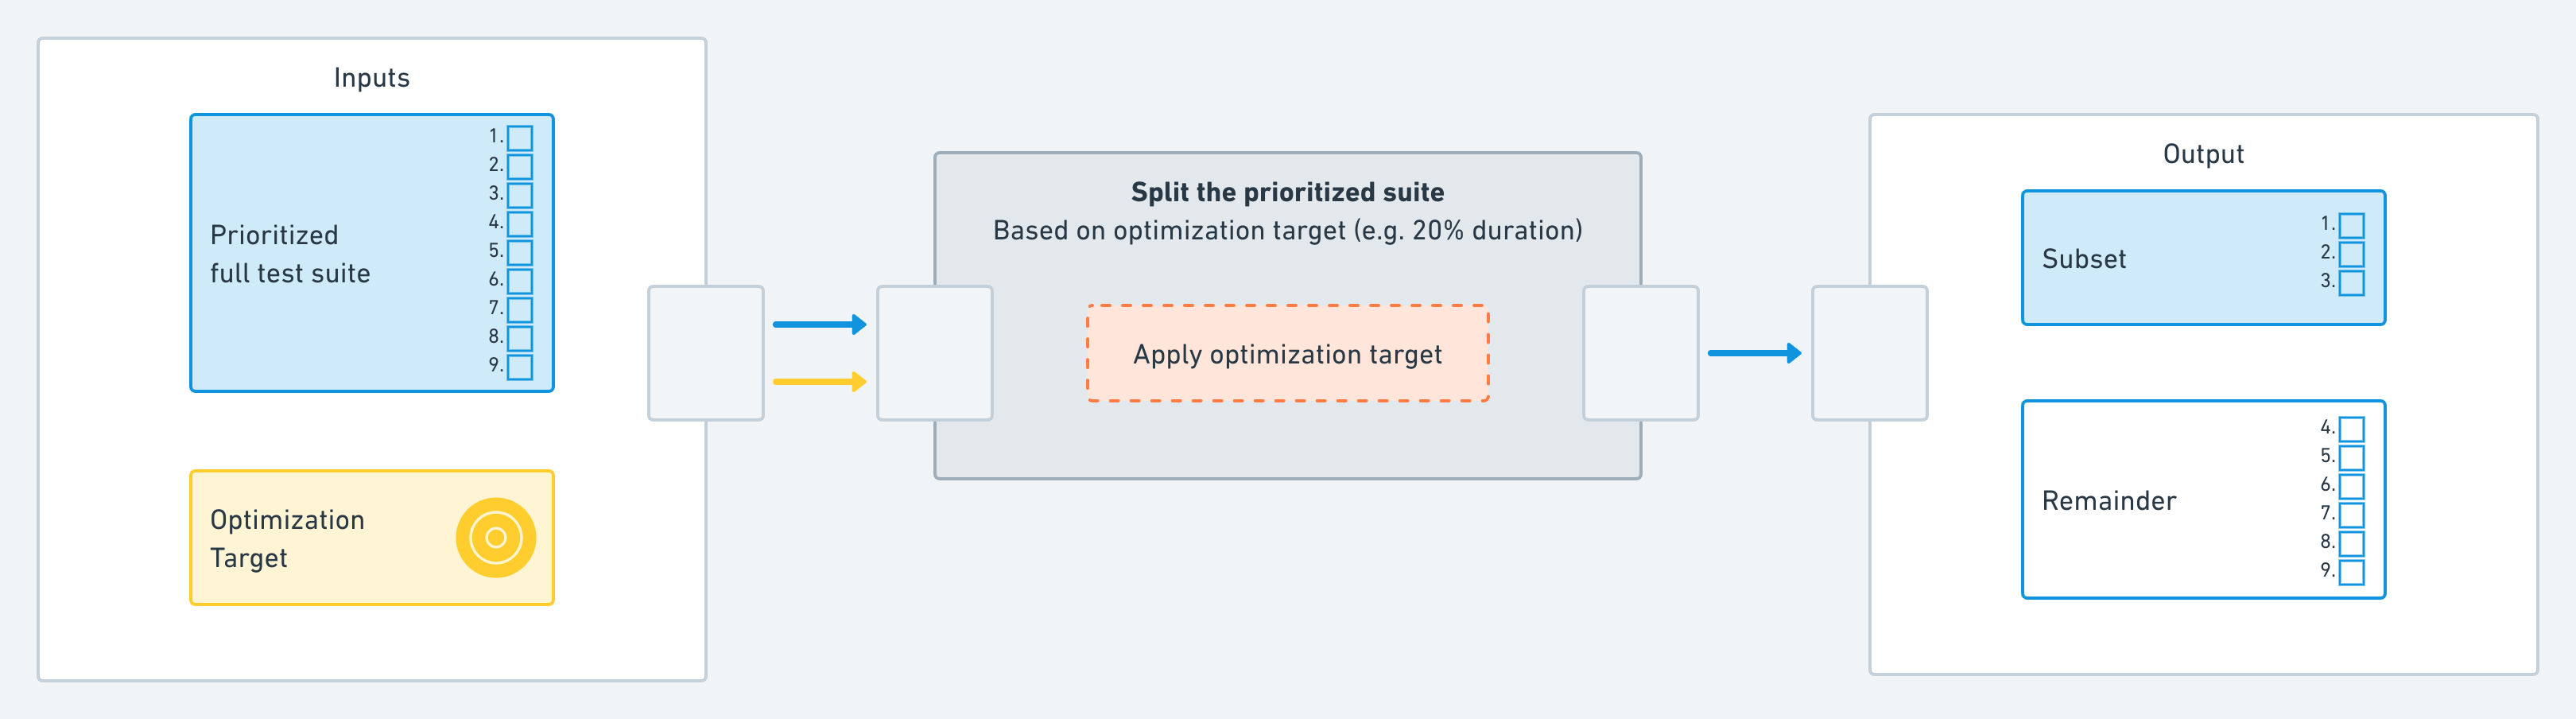 Inputs
Prioritized
full test suite
1.
2.
3.
4.
5.
6.
7.
8.
9.
Optimization
Target
Split the prioritized suite
Based on optimization target (e.g. 20% duration)
Apply optimization target
Output
Subset
1.
2.
3.
Remainder
4.
5.
6.
7.
8.
9.